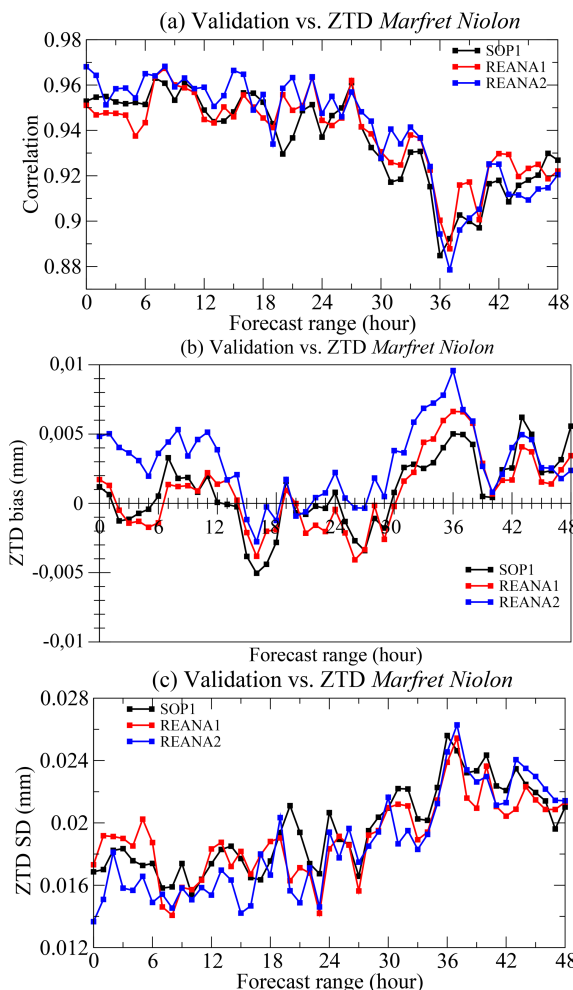 (a) Validation vs. ZTD Marfret Niolon
0.98
0.96
0.94
0.92
0.9
0.88
Correlation
SOP1
REANA1
REANA2
0 6 12 18 24 30 36 42 48
Forecast range (hour)
(b) Validation vs. ZTD Marfret Niolon
0,01
0,005
0
-0,005
-0,01
ZTD bias (mm)
0 6 12 18 24 30 36 42 48
SOP1
REANA1
REANA2
Forecast range (hour)
(c) Validation vs. ZTD Marfret Niolon
0.028
0.024
0.02
0.016
0.012
ZTD SD (mm)
SOP1
REANA1
REANA2
0 6 12 18 24 30 36 42 48
Forecast range (hour)